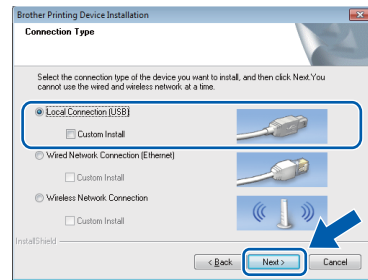 Brother Printing Device Installation
Connection Type
Select the connection type of the device you want to install, and then click Next.You
cannot use the wired and wireless network at a time.
Local Connection (USB)
Custom Install
Wired Network Connection (Ethernet)
Custom Install
Wireless Network Connection
Custom Install
InstallShield
< Back Next > Cancel